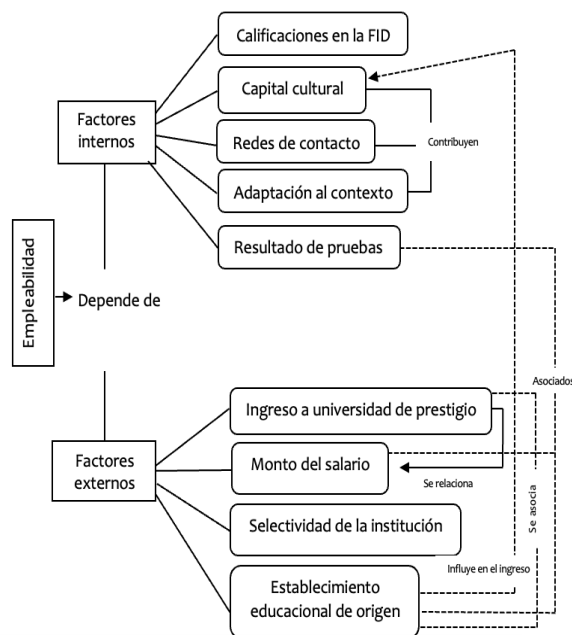 Calificaciones en la FID
Capital cultural
Factores
internos
Redes de contacto
Contribuyen
Adaptación al contexto
Resultado de pruebas
Empleabilidad
Depende de
Asociados
Ingreso a universidad de prestigio
Factores
externos
Monto del salario
Se relaciona
Se asocia
Selectividad de la institución
Influye en el ingreso
Establecimiento
educacional de origen